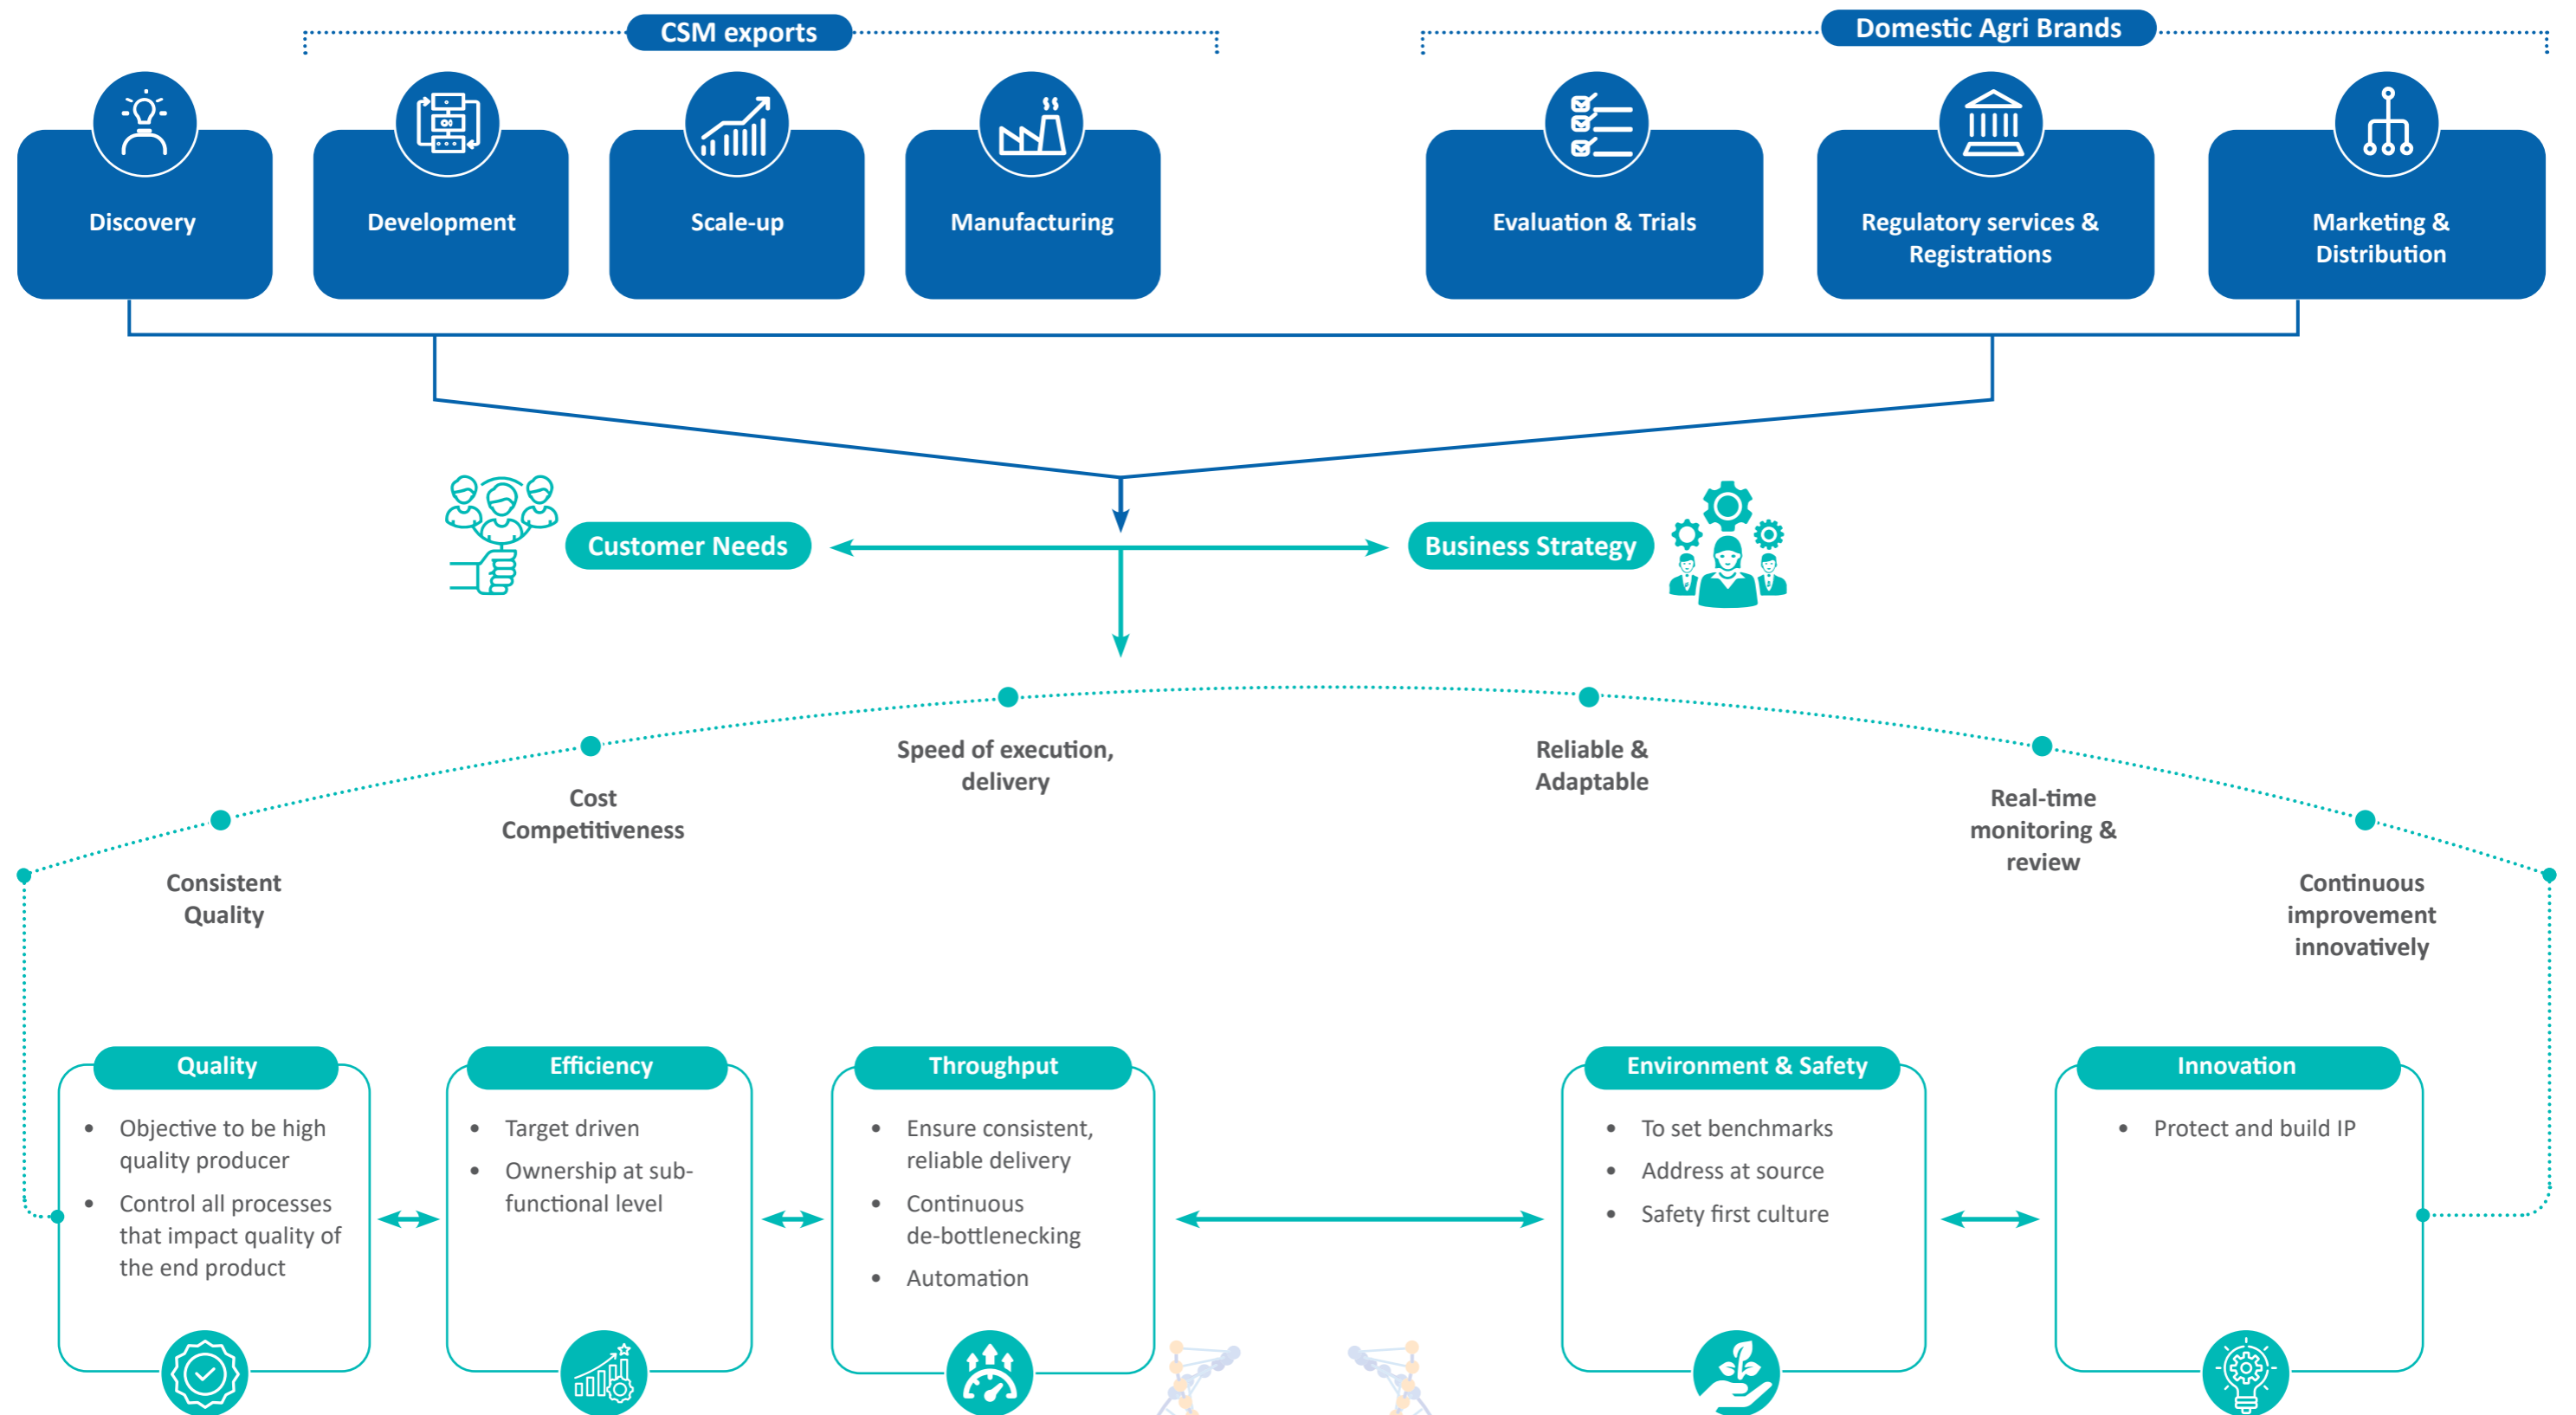 CSM exports
Domestic Agri Brands
Discovery
Development
Scale-up
Manufacturing
Evaluation & Trials
Regulatory services &
Registrations
Marketing &
Distribution
Customer Needs
Business Strategy
Consistent
Quality
Cost
Competitiveness
Speed of execution,
delivery
Reliable &
Adaptable
Real-time
monitoring &
review
Continuous
improvement
innovatively
Quality
• Objective to be high
quality producer
• Control all processes
that impact quality of
the end product
Efficiency
• Target driven
• Ownership at sub-
functional level
Throughput
• Ensure consistent,
reliable delivery
• Continuous
de-bottlenecking
• Automation
Environment & Safety
• To set benchmarks
• Address at source
• Safety first culture
Innovation
• Protect and build IP